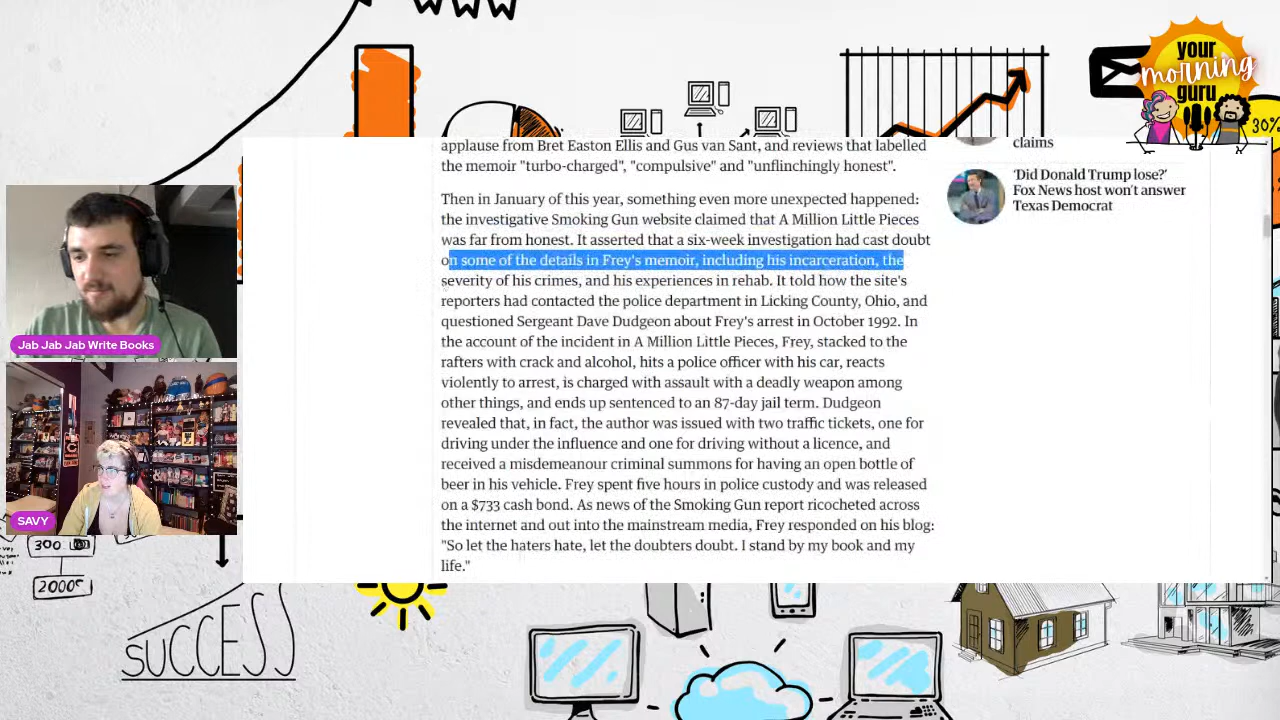 www
your
morning
guru
30%
applause from Bret Easton Ellis and Gus van Sant, and reviews that labelled
the memoir "turbo-charged", "compulsive" and "unflinchingly honest".
Then in January of this year, something even more unexpected happened:
the investigative Smoking Gun website claimed that A Million Little Pieces
was far from honest. It asserted that a six-week investigation had cast doubt
on some of the details in Frey's memoir, including his incarceration, the
severity of his crimes, and his experiences in rehab. It told how the site's
reporters had contacted the police department in Licking County, Ohio, and
questioned Sergeant Dave Dudgeon about Frey's arrest in October 1992. In
the account of the incident in A Million Little Pieces, Frey, stacked to the
rafters with crack and alcohol, hits a police officer with his car, reacts
violently to arrest, is charged with assault with a deadly weapon among
other things, and ends up sentenced to an 87-day jail term. Dudgeon
revealed that, in fact, the author was issued with two traffic tickets, one for
driving under the influence and one for driving without a licence, and
received a misdemeanour criminal summons for having an open bottle of
beer in his vehicle. Frey spent five hours in police custody and was released
on a $733 cash bond. As news of the Smoking Gun report ricocheted across
the internet and out into the mainstream media, Frey responded on his blog:
"So let the haters hate, let the doubters doubt. I stand by my book and my
life."
claims
‘Did Donald Trump lose?’
Fox News host won’t answer
Texas Democrat
Jab Jab Jab Write Books
SAVY
300
2000
SUCCESS